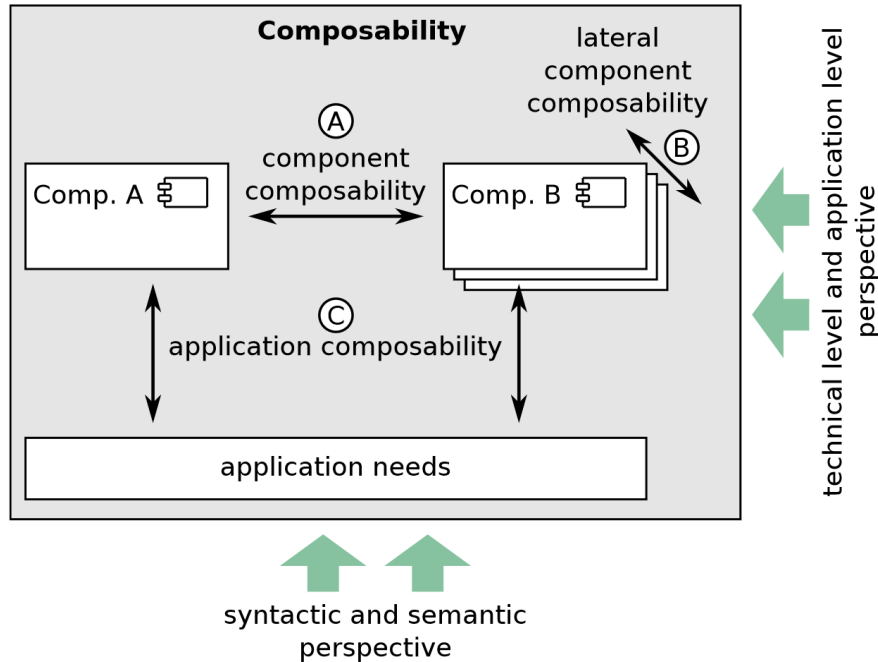 Composability
lateral
component
composability
A
component
composability
B
Comp. A
Comp. B
C
application composability
application needs
technical level and application level
perspective
syntactic and semantic
perspective